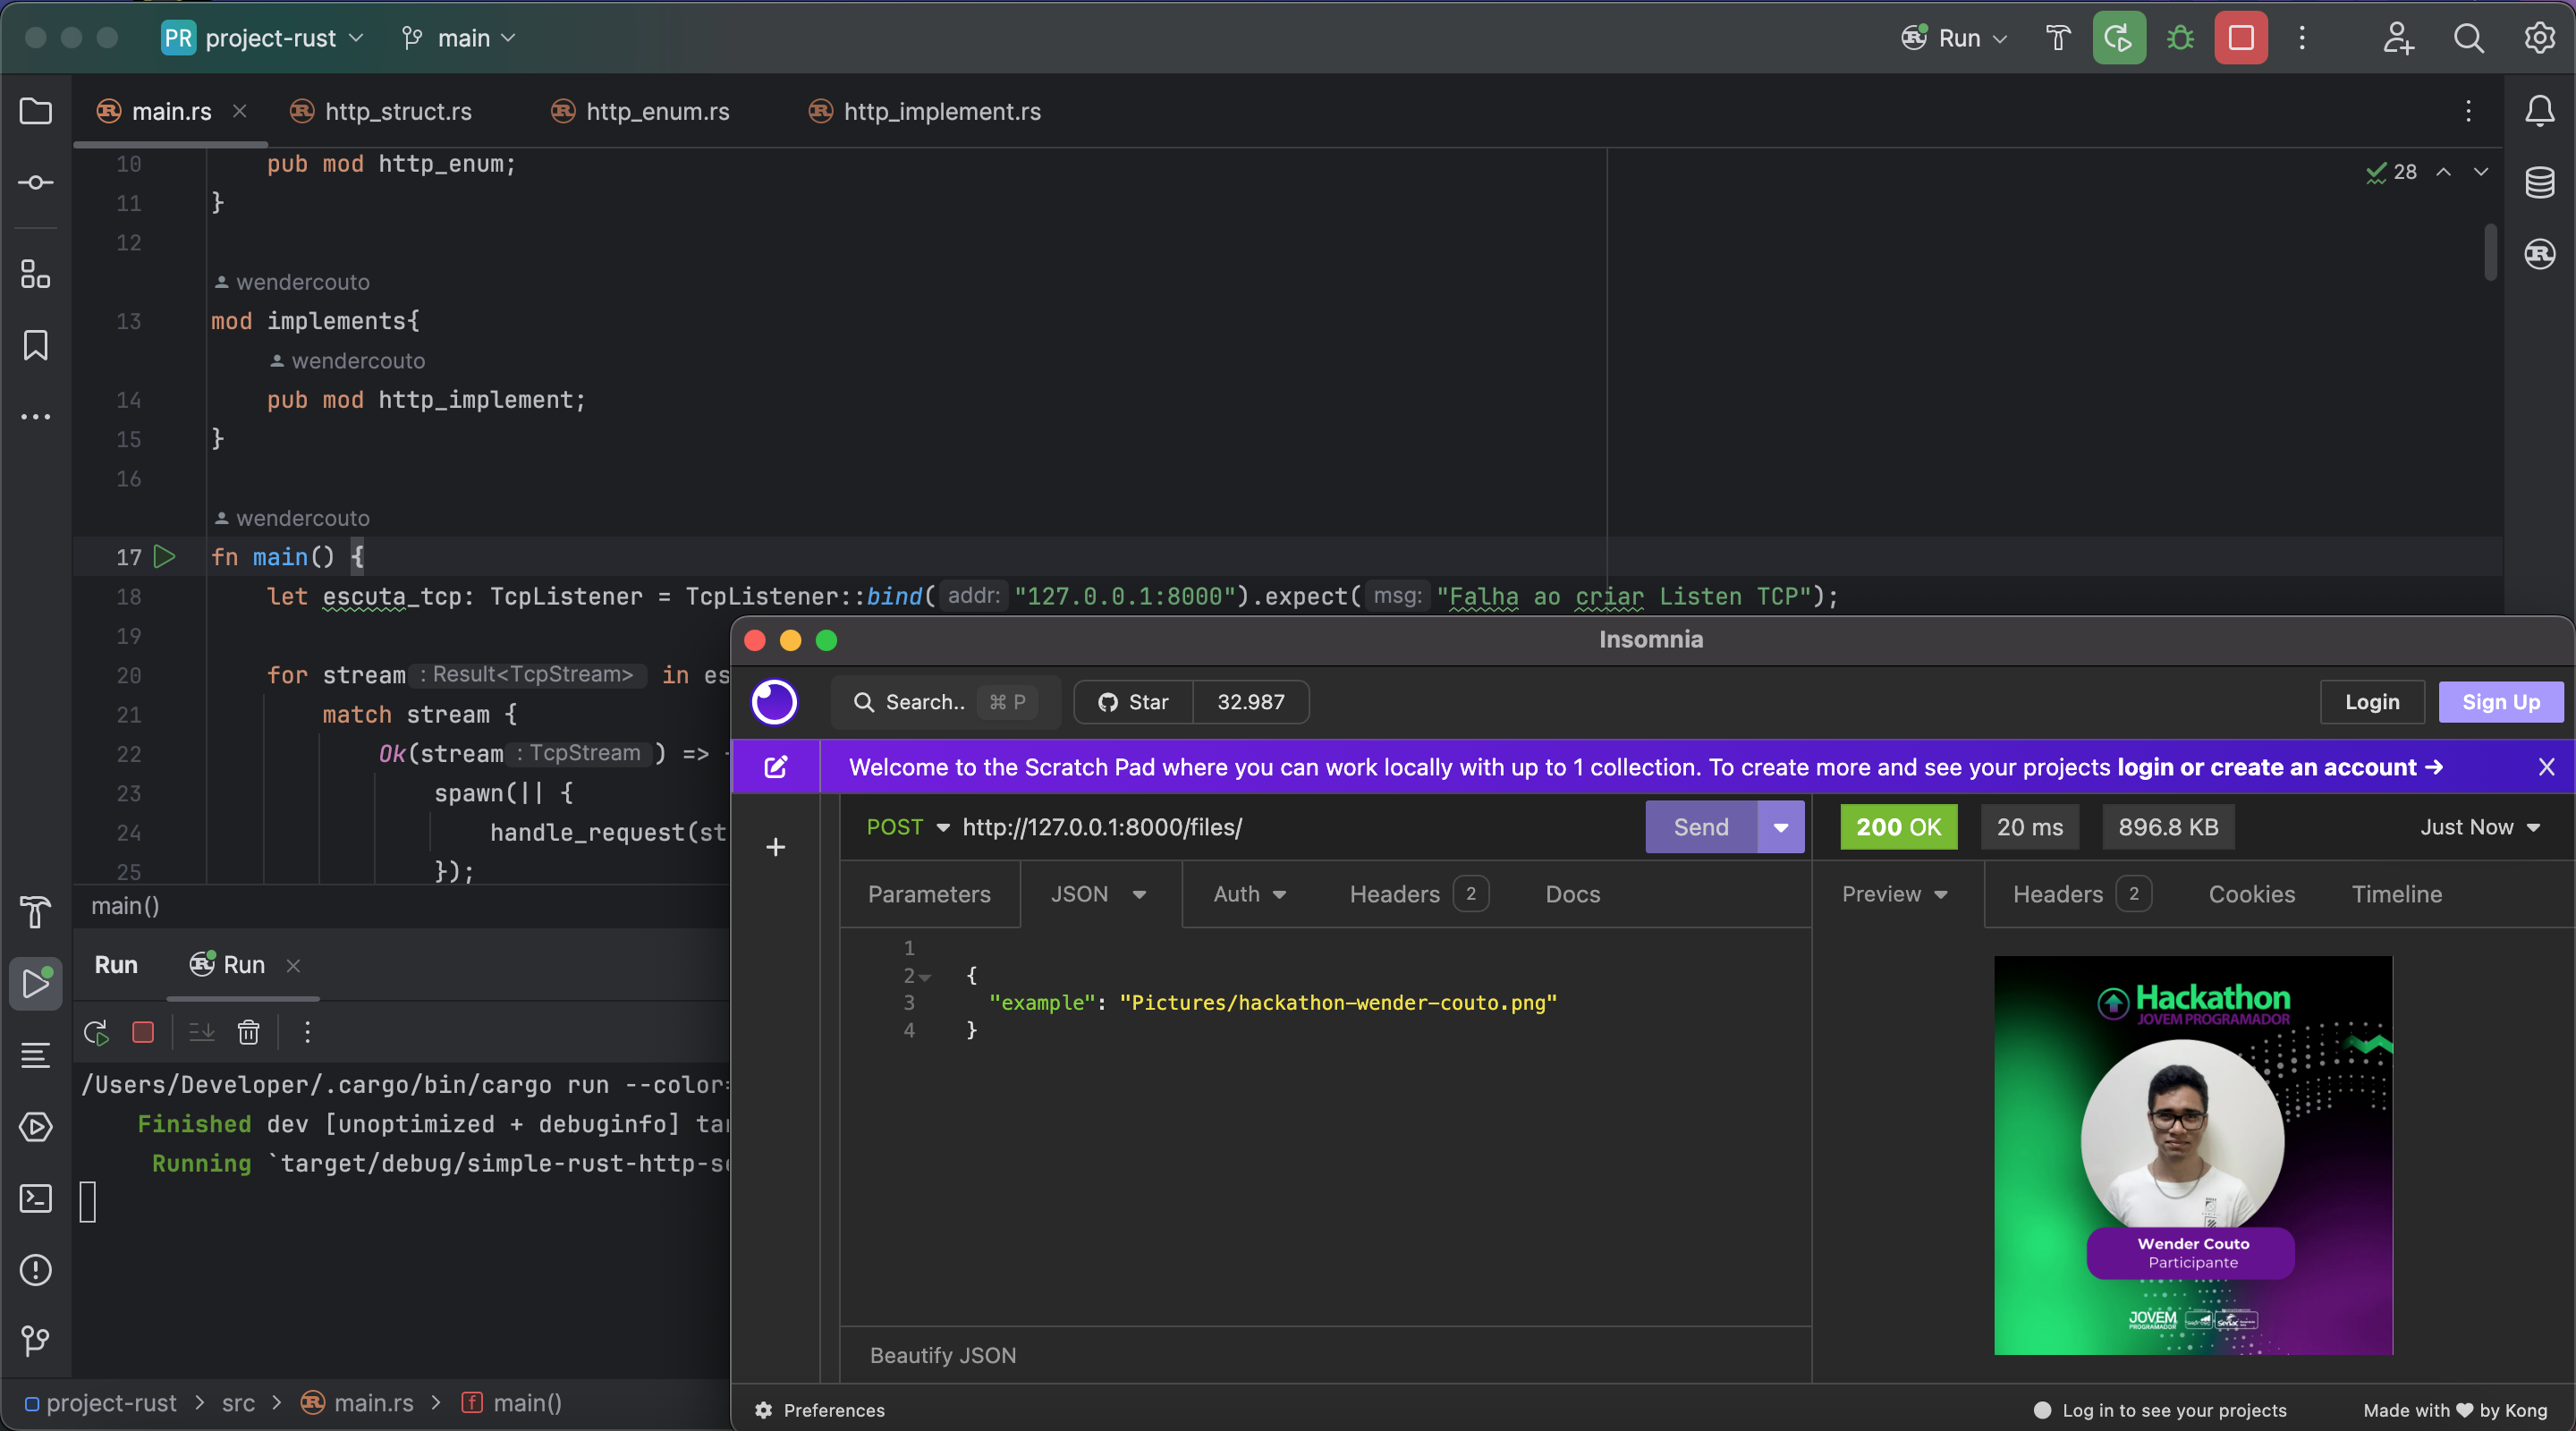 PR project-rust main Run
main.rs http_struct.rs http_enum.rs http_implement.rs
28
10 pub mod http_enum;
11 }
12
wendercouto
13 mod implements{
wendercouto
14 pub mod http_implement;
15 }
16
wendercouto
17 fn main() {
18 let escuta_tcp: TcpListener = TcpListener::bind( addr: "127.0.0.1:8000").expect( msg: "Falha ao criar Listen TCP");
19
20 for stream : Result<TcpStream> in es
21 match stream {
22 Ok(stream : TcpStream ) =>
23 spawn(|| {
24 handle_request(st
25 });
main()
Run Run
/Users/Developer/.cargo/bin/cargo run --color=
Finished dev [unoptimized + debuginfo] tar
Running `target/debug/simple-rust-http-se
project-rust > src > main.rs > main()
Insomnia
Search.. ⌘ P Star 32.987 Login Sign Up
Welcome to the Scratch Pad where you can work locally with up to 1 collection. To create more and see your projects login or create an account → X
POST http://127.0.0.1:8000/files/ Send
200 OK 20 ms 896.8 KB Just Now
Parameters JSON Auth Headers 2 Docs
Preview Headers 2 Cookies Timeline
1
2 {
3 "example": "Pictures/hackathon-wender-couto.png"
4 }
Hackathon
JOVEM PROGRAMADOR
Wender Couto
Participante
JOVEM
PROGRAMADOR
Senac
Beautify JSON
Preferences
Log in to see your projects
Made with ♥ by Kong